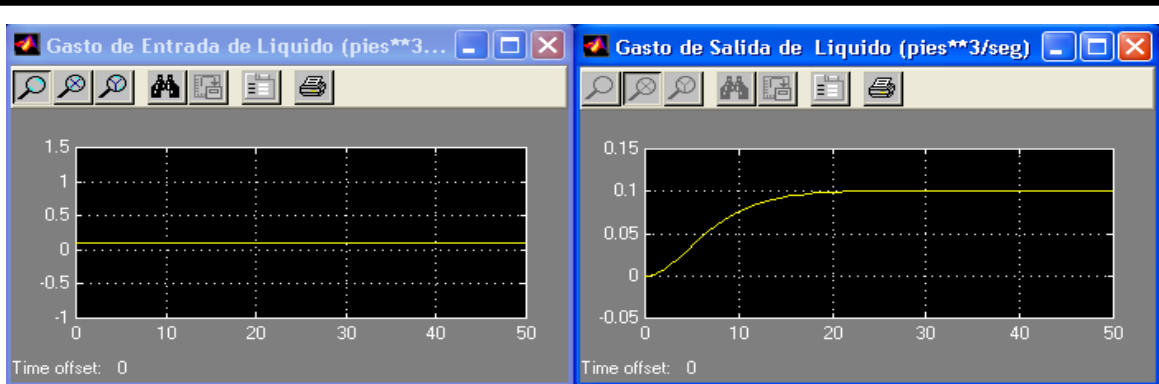 Gasto de Entrada de Liquido (pies**3...
1.5
1
0.5
0
-0.5
-1
0 10 20 30 40 50
Time offset: 0
Gasto de Salida de Liquido (pies**3/seg)
0.15
0.1
0.05
0
-0.05
0 10 20 30 40 50
Time offset: 0